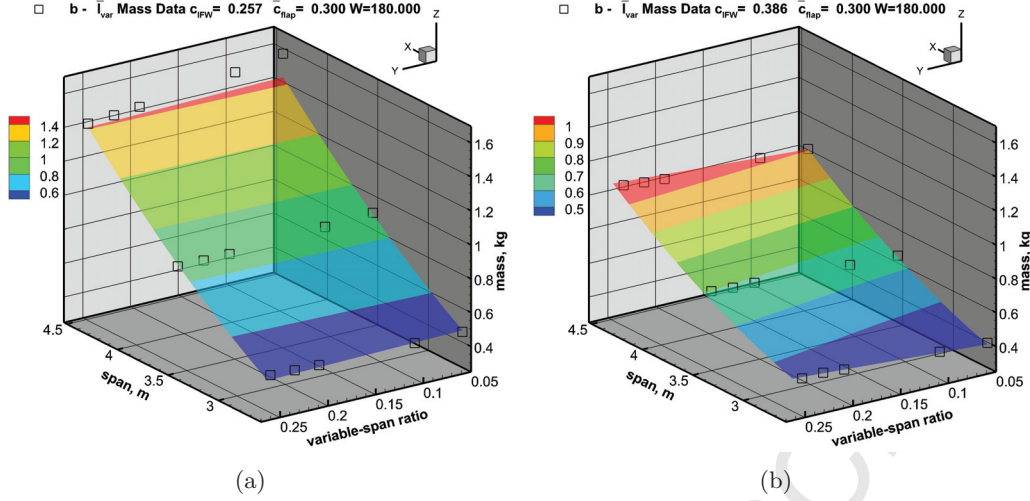 b - l̅var Mass Data cIFW= 0.257 c̅flap= 0.300 W=180.000
Z
X
Y
1.4
1.2
1
0.8
0.6
1.6
1.4
1.2
1
0.8
0.6
0.4
mass, kg
4.5
4
3.5
3
span, m
0.25
0.2
0.15
0.1
0.05
variable-span ratio
(a)
b - l̅var Mass Data cIFW= 0.386 c̅flap= 0.300 W=180.000
Z
X
Y
1
0.9
0.8
0.7
0.6
0.5
1.6
1.4
1.2
1
0.8
0.6
0.4
mass, kg
4.5
4
3.5
3
span, m
0.25
0.2
0.15
0.1
0.05
variable-span ratio
(b)